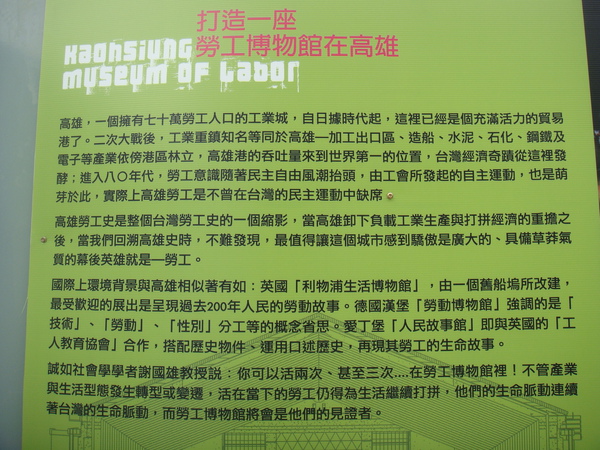 打造一座
勞工博物館在高雄
Kaohsiung
museum of Labor
高雄，一個擁有七十萬勞工人口的工業城，自日據時代起，這裡已經是個充滿活力的貿易
港了。二次大戰後，工業重鎮知名等同於高雄—加工出口區、造船、水泥、石化、鋼鐵及
電子等產業依傍港區林立，高雄港的吞吐量來到世界第一的位置，台灣經濟奇蹟從這裡發
酵；進入八〇年代，勞工意識隨著民主自由風潮抬頭，由工會所發起的自主運動，也是萌
芽於此，實際上高雄勞工是不曾在台灣的民主運動中缺席。
高雄勞工史是整個台灣勞工史的一個縮影，當高雄卸下負載工業生產與打拼經濟的重擔之
後，當我們回溯高雄史時，不難發現，最值得讓這個城市感到驕傲是廣大的、具備草莽氣
質的幕後英雄就是—勞工。
國際上環境背景與高雄相似著有如：英國「利物浦生活博物館」，由一個舊船塢所改建，
最受歡迎的展出是呈現過去200年人民的勞動故事。德國漢堡「勞動博物館」強調的是「
技術」、「勞動」、「性別」分工等的概念省思。愛丁堡「人民故事館」即與英國的「工
人教育協會」合作，搭配歷史物件、運用口述歷史，再現其勞工的生命故事。
誠如社會學學者謝國雄教授說：你可以活兩次、甚至三次....在勞工博物館裡！不管產業
與生活型態發生轉型或變遷，活在當下的勞工仍得為生活繼續打拼，他們的生命脈動連續
著台灣的生命脈動，而勞工博物館將會是他們的見證者。